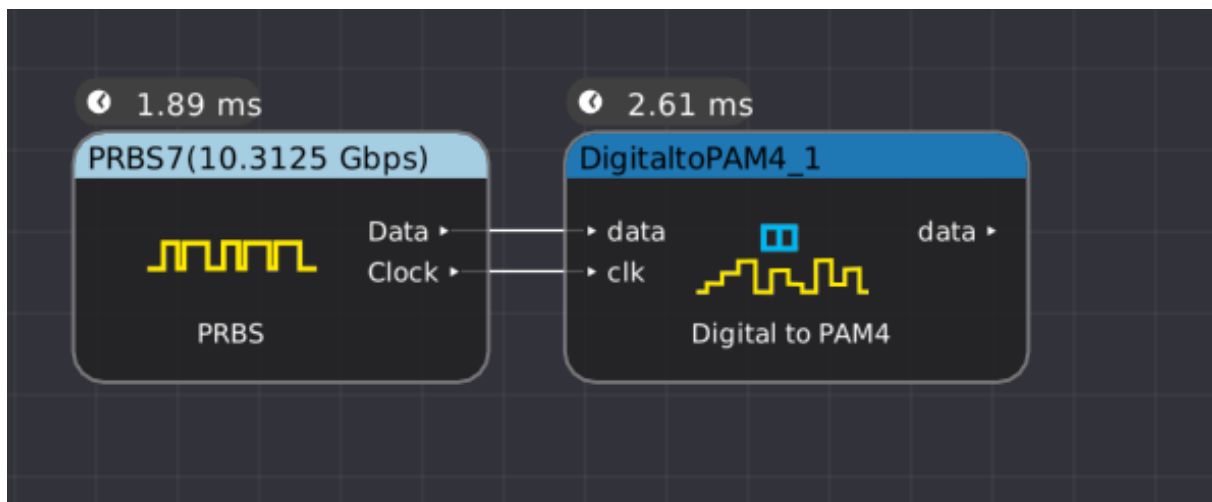 1.89 ms
PRBS7(10.3125 Gbps)
Data
Clock
PRBS
2.61 ms
DigitaltoPAM4_1
data
clk
data
Digital to PAM4